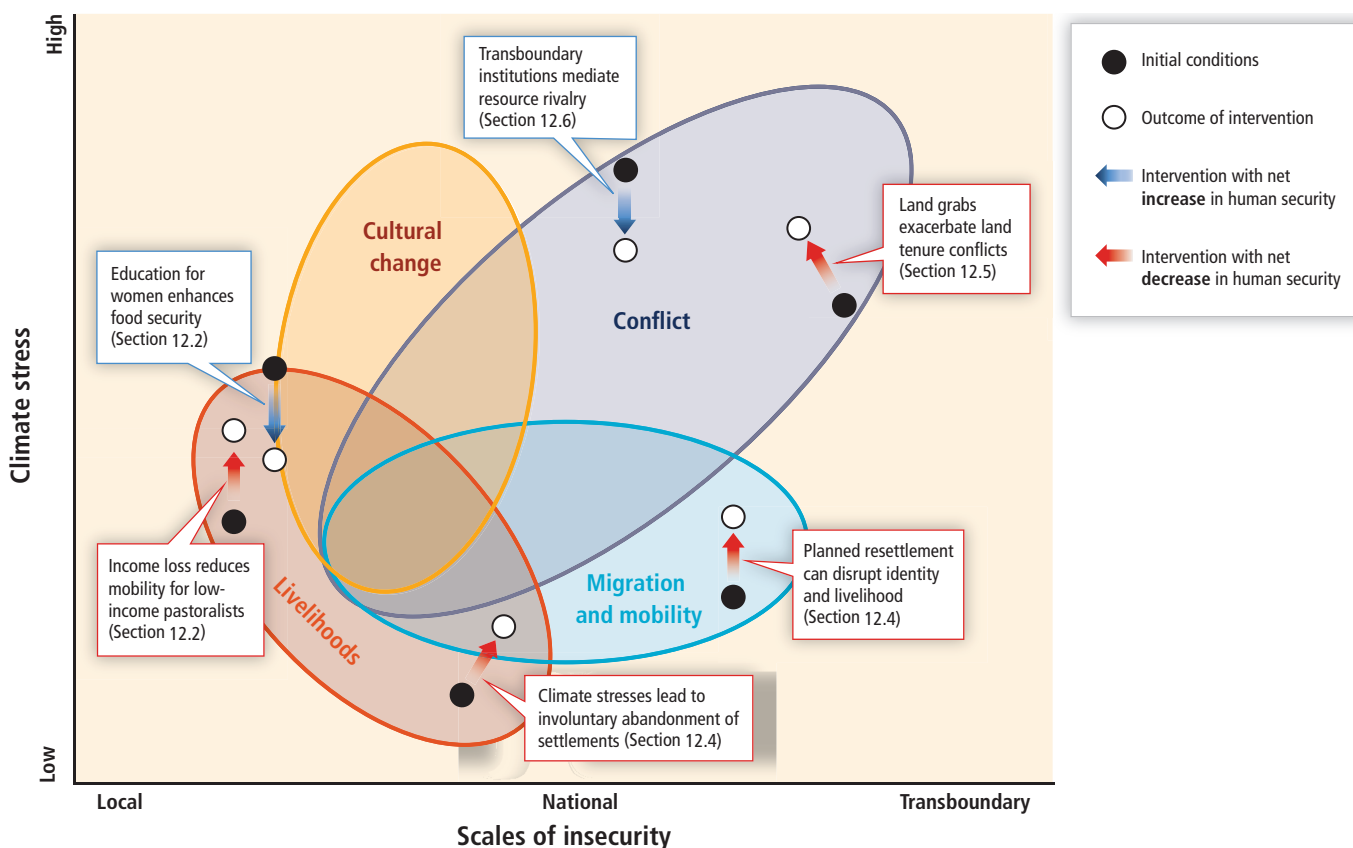 High
Climate stress
Low
Transboundary
institutions mediate
resource rivalry
(Section 12.6)
Cultural
change
Land grabs
exacerbate land
tenure conflicts
(Section 12.5)
Education for
women enhances
food security
(Section 12.2)
Conflict
Income loss reduces
mobility for low-
income pastoralists
(Section 12.2)
Livelihoods
Migration
and mobility
Planned resettlement
can disrupt identity
and livelihood
(Section 12.4)
Climate stresses lead to
involuntary abandonment of
settlements (Section 12.4)
Local
National
Transboundary
Scales of insecurity
Initial conditions
Outcome of intervention
Intervention with net
increase in human security
Intervention with net
decrease in human security